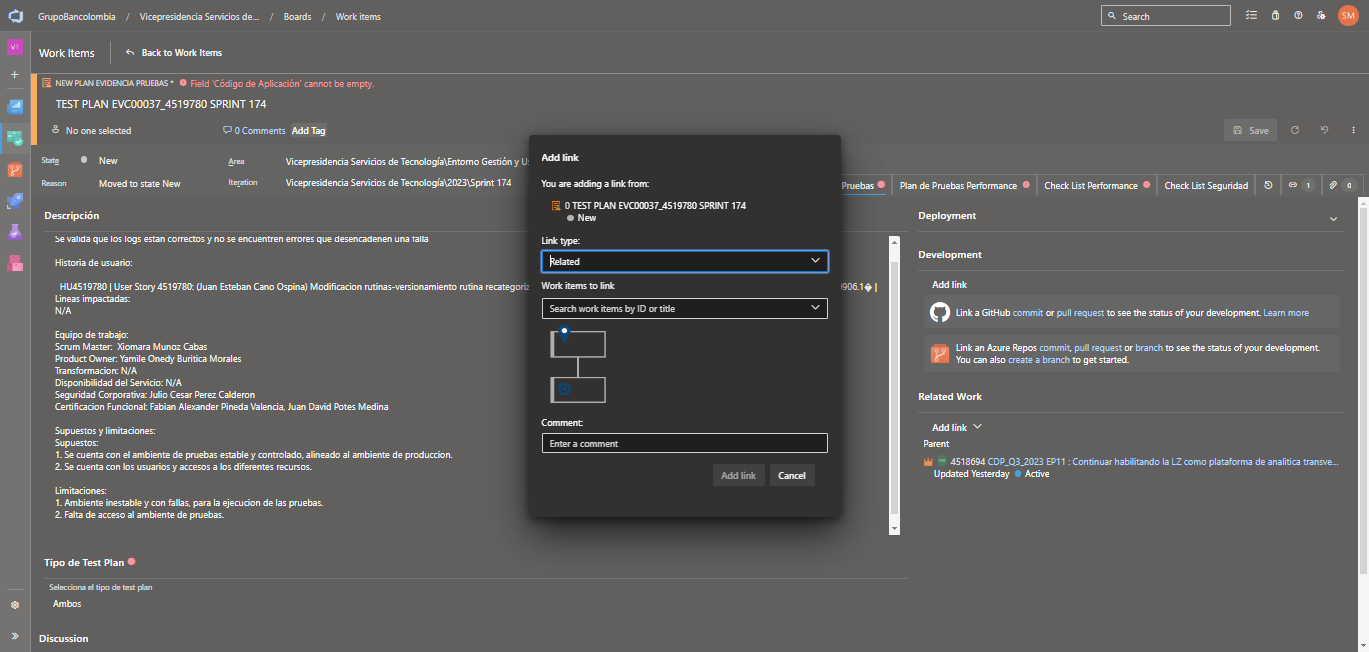 GrupoBancolombia / Vicepresidencia Servicios de... / Boards / Work items
Search
SM
VT
Work Items
Back to Work Items
NEW PLAN EVIDENCIA PRUEBAS * Field 'Código de Aplicación' cannot be empty.
TEST PLAN EVC00037_4519780 SPRINT 174
No one selected
0 Comments
Add Tag
Save
State
New
Area
Vicepresidencia Servicios de Tecnología\Entorno Gestión y Us
Reason
Moved to state New
Iteration
Vicepresidencia Servicios de Tecnología\2023\Sprint 174
Pruebas
Plan de Pruebas Performance
Check List Performance
Check List Seguridad
1
0
Descripción
Se valida que los logs estan correctos y no se encuentren errores que desencadenen una falla
Historia de usuario:
HU4519780 | User Story 4519780: (Juan Esteban Cano Ospina) Modificacion rutinas-versionamiento rutina recategoriz
0906.1� |
Lineas impactadas:
N/A
Equipo de trabajo:
Scrum Master: Xiomara Munoz Cabas
Product Owner: Yamile Onedy Buritica Morales
Transformacion: N/A
Disponibilidad del Servicio: N/A
Seguridad Corporativa: Julio Cesar Perez Calderon
Certificacion Funcional: Fabian Alexander Pineda Valencia, Juan David Potes Medina
Supuestos y limitaciones:
Supuestos:
1. Se cuenta con el ambiente de pruebas estable y controlado, alineado al ambiente de produccion.
2. Se cuenta con los usuarios y accesos a los diferentes recursos.
Limitaciones:
1. Ambiente inestable y con fallas, para la ejecucion de las pruebas.
2. Falta de acceso al ambiente de pruebas.
Tipo de Test Plan
Selecciona el tipo de test plan
Ambos
Discussion
Add link
You are adding a link from:
0 TEST PLAN EVC00037_4519780 SPRINT 174
New
Link type:
Related
Work items to link
Search work items by ID or title
Comment:
Enter a comment
Add link
Cancel
Deployment
Development
Add link
Link a GitHub commit or pull request to see the status of your development. Learn more
Link an Azure Repos commit, pull request or branch to see the status of your development.
You can also create a branch to get started.
Related Work
Add link
Parent
4518694 CDP_Q3_2023 EP11 : Continuar habilitando la LZ como plataforma de analitica transve...
Updated Yesterday Active